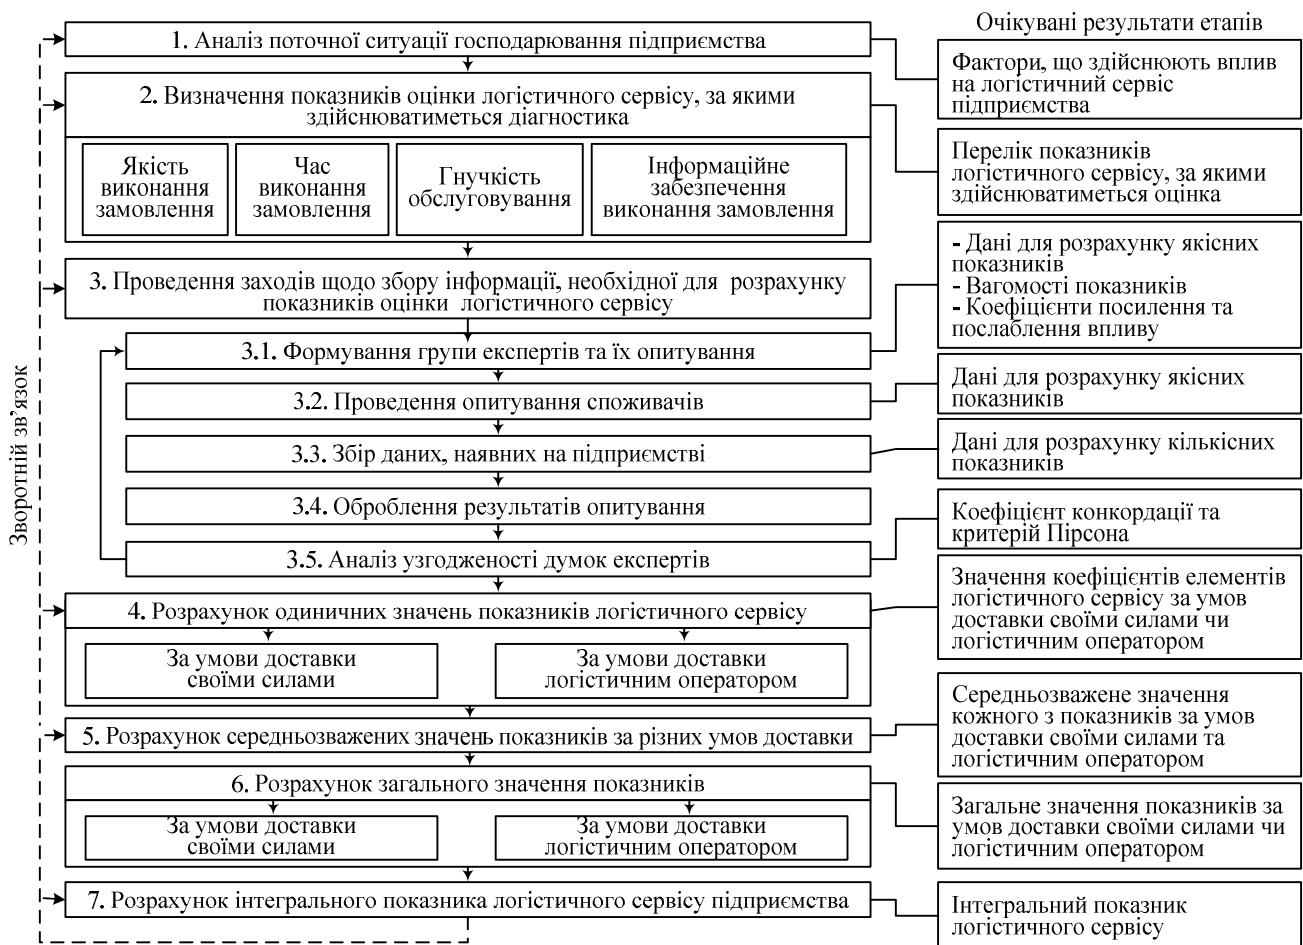 Очікувані результати етапів
1. Аналіз поточної ситуації господарювання підприємства
Фактори, що здійснюють вплив
на логістичний сервіс
підприємства
2. Визначення показників оцінки логістичного сервісу, за якими
здійснюватиметься діагностика
Якість
виконання
замовлення
Час
виконання
замовлення
Гнучкість
обслуговування
Інформаційне
забезпечення
виконання замовлення
Перелік показників
логістичного сервісу, за якими
здійснюватиметься оцінка
3. Проведення заходів щодо збору інформації, необхідної для розрахунку
показників оцінки логістичного сервісу
- Дані для розрахунку якісних
показників
- Вагомості показників
- Коефіцієнти посилення та
послаблення впливу
3.1. Формування групи експертів та їх опитування
3.2. Проведення опитування споживачів
Дані для розрахунку якісних
показників
3.3. Збір даних, наявних на підприємстві
Дані для розрахунку кількісних
показників
3.4. Оброблення результатів опитування
3.5. Аналіз узгодженості думок експертів
Коефіцієнт конкордації та
критерій Пірсона
4. Розрахунок одиничних значень показників логістичного сервісу
За умови доставки
своїми силами
За умови доставки
логістичним оператором
Значення коефіцієнтів елементів
логістичного сервісу за умов
доставки своїми силами чи
логістичним оператором
5. Розрахунок середньозважених значень показників за різних умов доставки
Середньозважене значення
кожного з показників за умов
доставки своїми силами та
логістичним оператором
6. Розрахунок загального значення показників
За умови доставки
своїми силами
За умови доставки
логістичним оператором
Загальне значення показників за
умов доставки своїми силами чи
логістичним оператором
7. Розрахунок інтегрального показника логістичного сервісу підприємства
Інтегральний показник
логістичного сервісу
Зворотній зв’язок